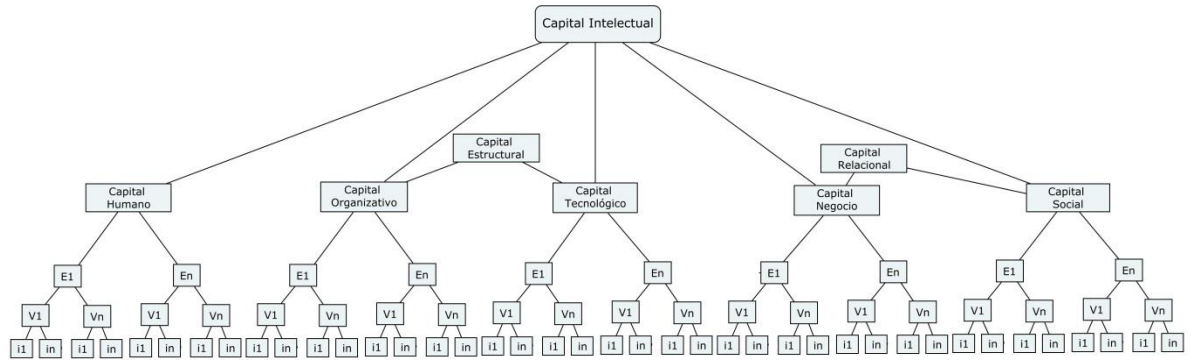 Capital Intelectual
Capital
Estructural
Capital
Relacional
Capital
Humano
Capital
Organizativo
Capital
Tecnológico
Capital
Negocio
Capital
Social
E1 En E1 En E1 En E1 En E1 En
V1 Vn V1 Vn V1 Vn V1 Vn V1 Vn V1 Vn V1 Vn V1 Vn V1 Vn V1 Vn
i1 in i1 in i1 in i1 in i1 in i1 in i1 in i1 in i1 in i1 in i1 in i1 in i1 in i1 in i1 in i1 in i1 in i1 in i1 in i1 in